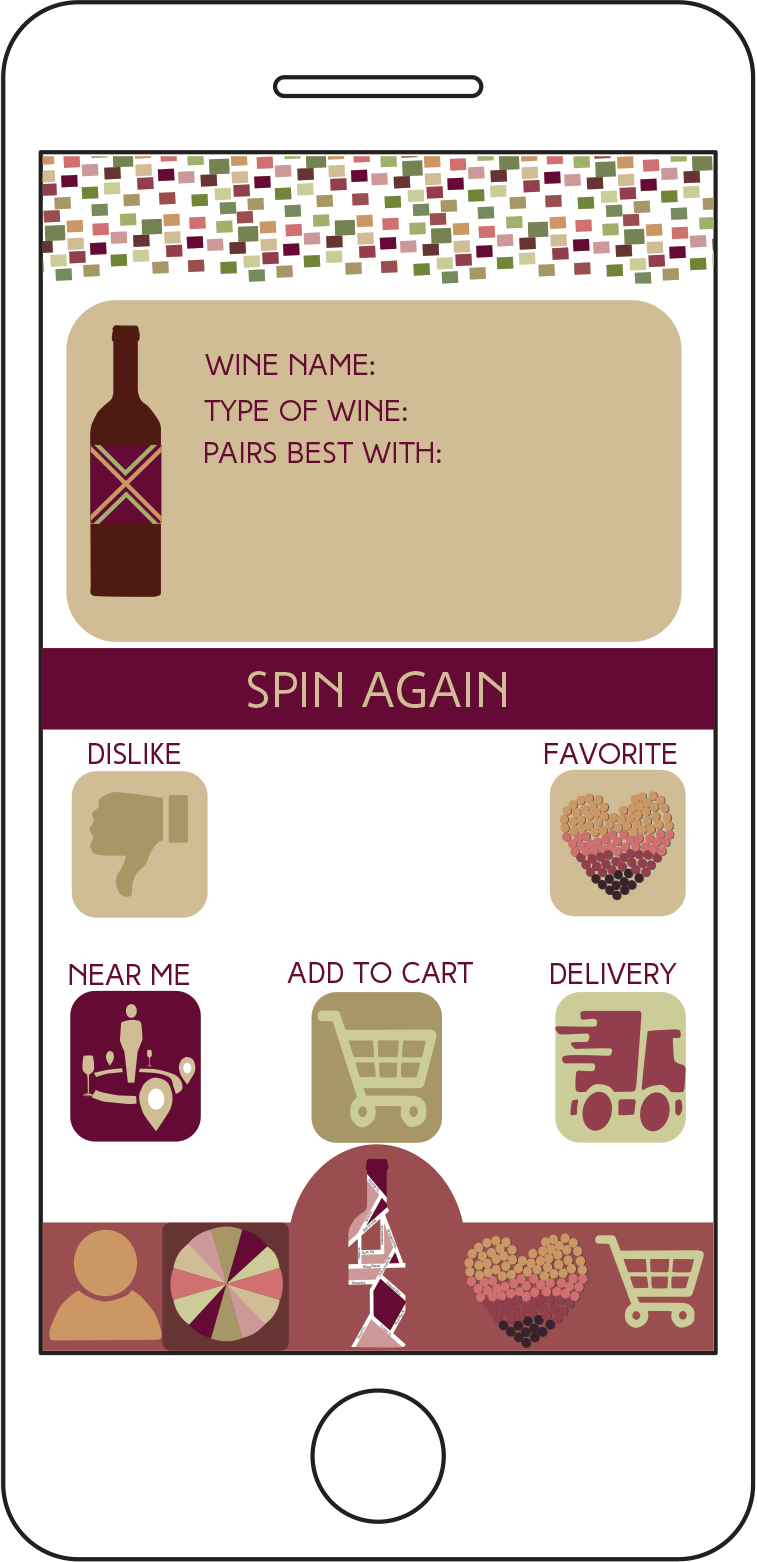 WINE NAME:
TYPE OF WINE:
PAIRS BEST WITH:
SPIN AGAIN
DISLIKE
FAVORITE
NEAR ME
ADD TO CART
DELIVERY